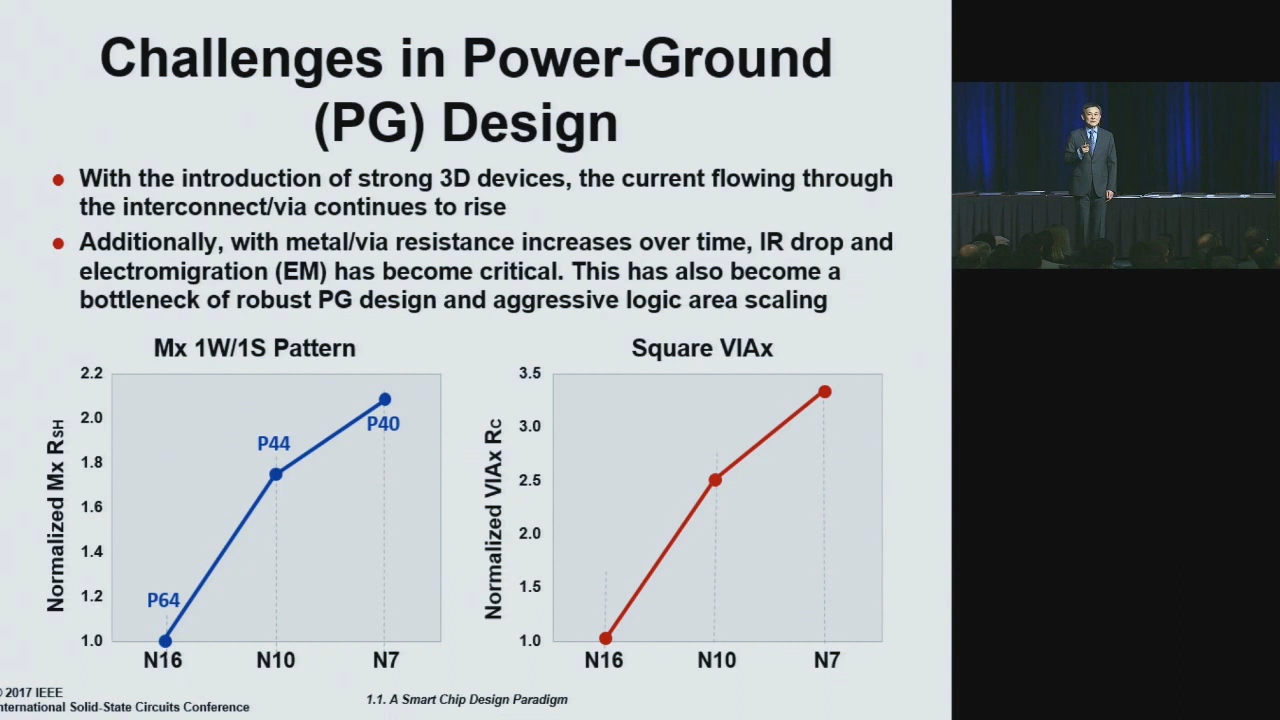 Challenges in Power-Ground
(PG) Design
With the introduction of strong 3D devices, the current flowing through
the interconnect/via continues to rise
Additionally, with metal/via resistance increases over time, IR drop and
electromigration (EM) has become critical. This has also become a
bottleneck of robust PG design and aggressive logic area scaling
Mx 1W/1S Pattern
Normalized Mx RSH
2.2
2.0
1.8
1.6
1.4
1.2
1.0
P64
P44
P40
N16 N10 N7
Square VIAx
Normalized VIAx RC
3.5
3.0
2.5
2.0
1.5
1.0
N16 N10 N7
© 2017 IEEE
nternational Solid-State Circuits Conference
1.1. A Smart Chip Design Paradigm